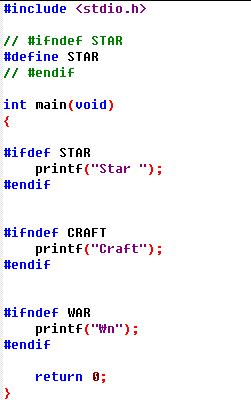 #include <stdio.h>
// #ifndef STAR
#define STAR
// #endif
int main(void)
{
#ifdef STAR
printf("Star ");
#endif
#ifndef CRAFT
printf("Craft");
#endif
#ifndef WAR
printf("₩n");
#endif
return 0;
}